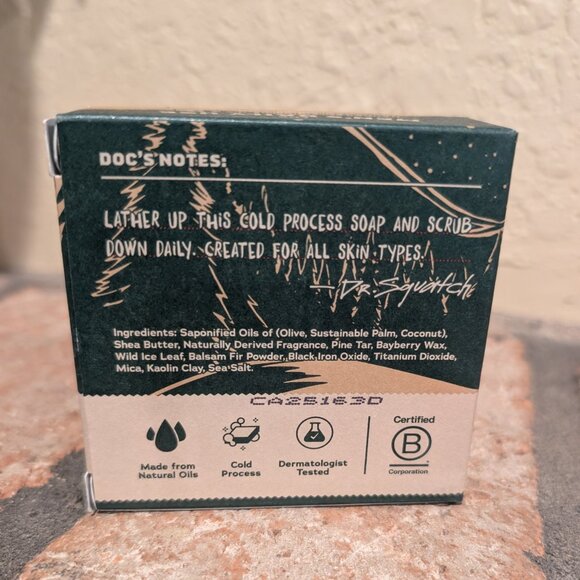 DOC'S NOTES:
LATHER UP THIS COLD PROCESS SOAP AND SCRUB
DOWN DAILY. CREATED FOR ALL SKIN TYPES!
— Dr. Squatch
Ingredients: Saponified Oils of (Olive, Sustainable Palm, Coconut),
Shea Butter, Naturally Derived Fragrance, Pine Tar, Bayberry Wax,
Wild Ice Leaf, Balsam Fir Powder, Black Iron Oxide, Titanium Dioxide,
Mica, Kaolin Clay, Sea Salt.
CA25163D
Made from
Natural Oils
Cold
Process
Dermatologist
Tested
Certified
B
Corporation